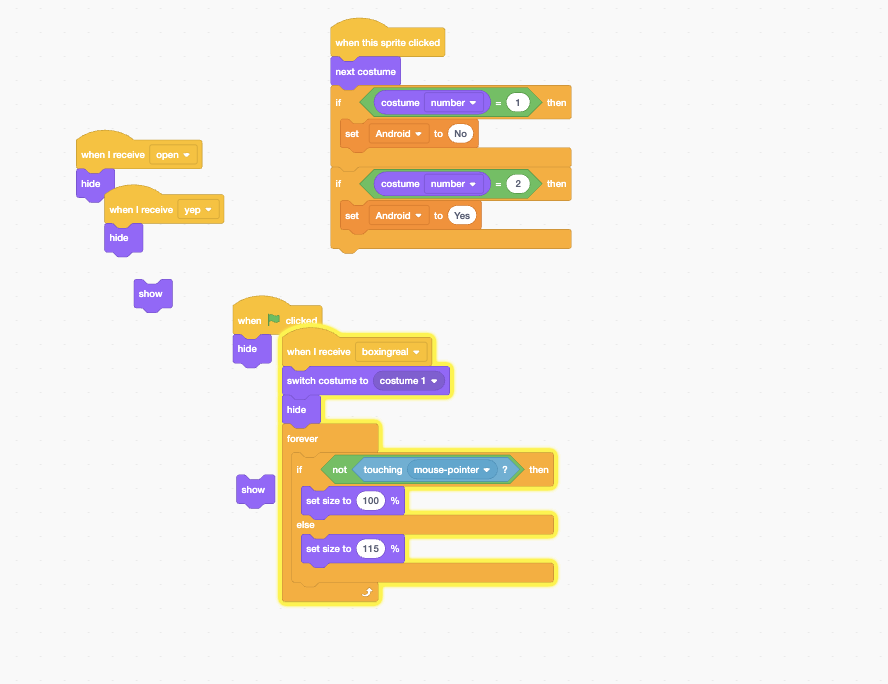 when this sprite clicked
next costume
if costume number = 1 then
set Android to No
if costume number = 2 then
set Android to Yes
when I receive open
hide
when I receive yep
hide
show
when clicked
hide
when I receive boxingreal
switch costume to costume 1
hide
forever
if not touching mouse-pointer ? then
set size to 100 %
else
set size to 115 %
show